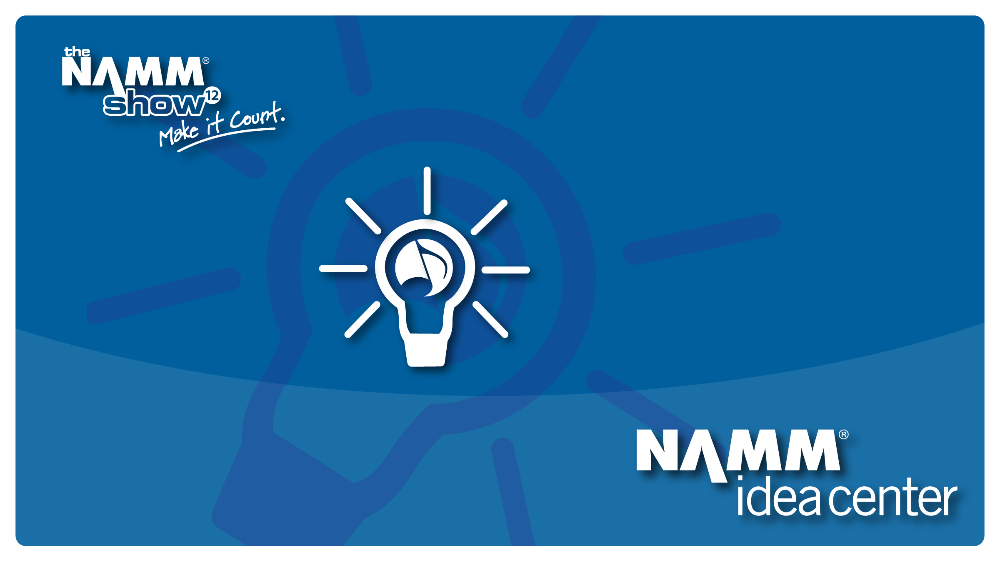 the
NAMM®
show12
Make it Count.
NAMM®
idea center